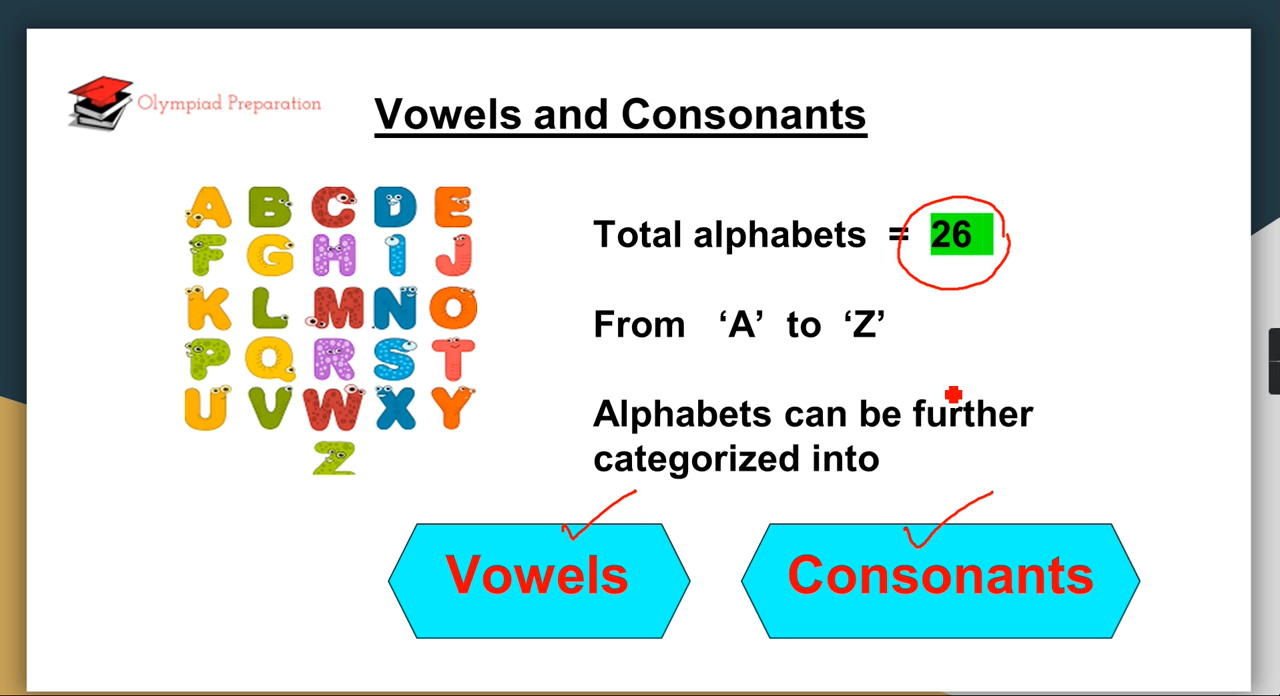 Olympiad Preparation
Vowels and Consonants
A B C D E
F G H I J
K L M N O
P Q R S T
U V W X Y
Z
Total alphabets = 26
From ‘A’ to ‘Z’
Alphabets can be further
categorized into
Vowels
Consonants